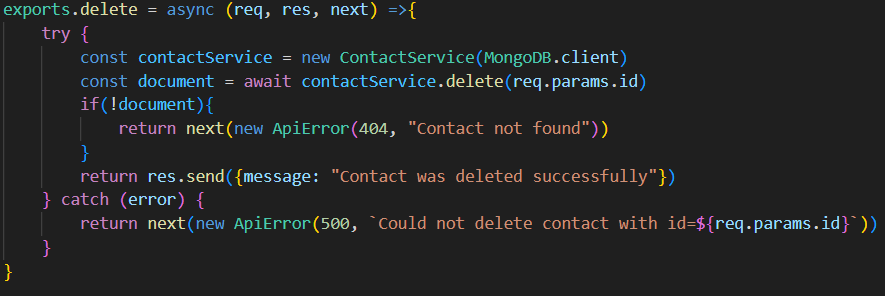 exports.delete = async (req, res, next) =>{
    try {
        const contactService = new ContactService(MongoDB.client)
        const document = await contactService.delete(req.params.id)
        if(!document){
            return next(new ApiError(404, "Contact not found"))
        }
        return res.send({message: "Contact was deleted successfully"})
    } catch (error) {
        return next(new ApiError(500, `Could not delete contact with id=${req.params.id}`))
    }
}